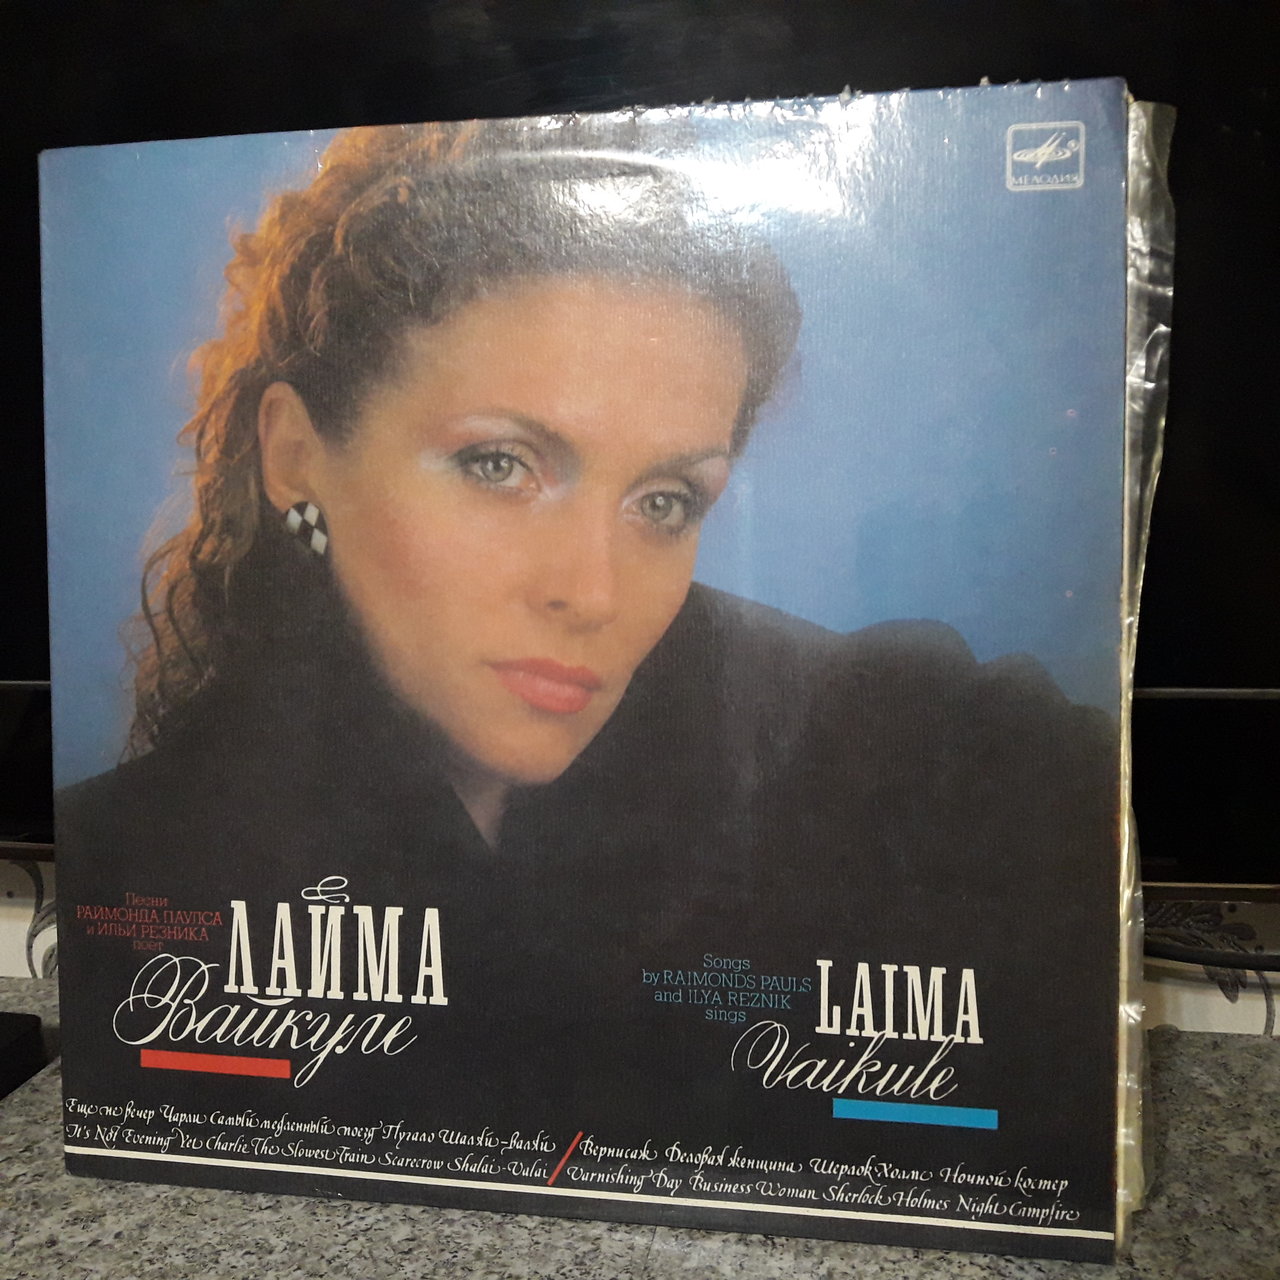 МЕЛОДИЯ
Песни
РАЙМОНДА ПАУЛСА
и ИЛЬИ РЕЗНИКА
поет
ЛАЙМА
Вайкуле
Songs
by RAIMONDS PAULS
and ILYA REZNIK
sings
LAIMA
Vaikule
Еще не вечер Чарли Самый медленный поезд Пугало Шаляй-валяй / Вернисаж Деловая женщина Шерлок Холмс Ночной костер
It's Not Evening Yet Charlie The Slowest Train Scarecrow Shalai-Valai / Varnishing Day Business Woman Sherlock Holmes Night Campfire